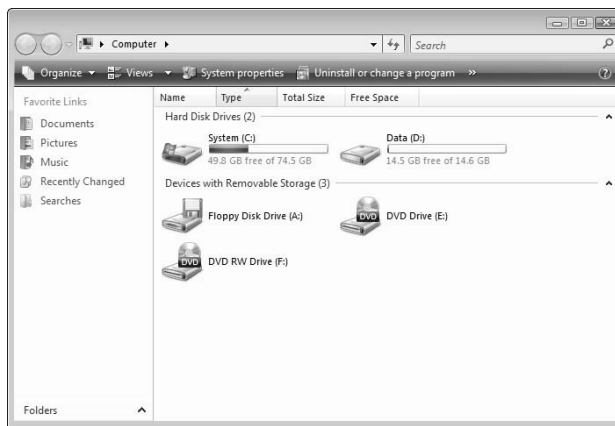 Computer
Search
Organize Views System properties Uninstall or change a program »
Favorite Links
Documents
Pictures
Music
Recently Changed
Searches
Folders
Name Type Total Size Free Space
Hard Disk Drives (2)
System (C:)
49.8 GB free of 74.5 GB
Data (D:)
14.5 GB free of 14.6 GB
Devices with Removable Storage (3)
Floppy Disk Drive (A:)
DVD
DVD Drive (E:)
DVD
DVD RW Drive (F:)